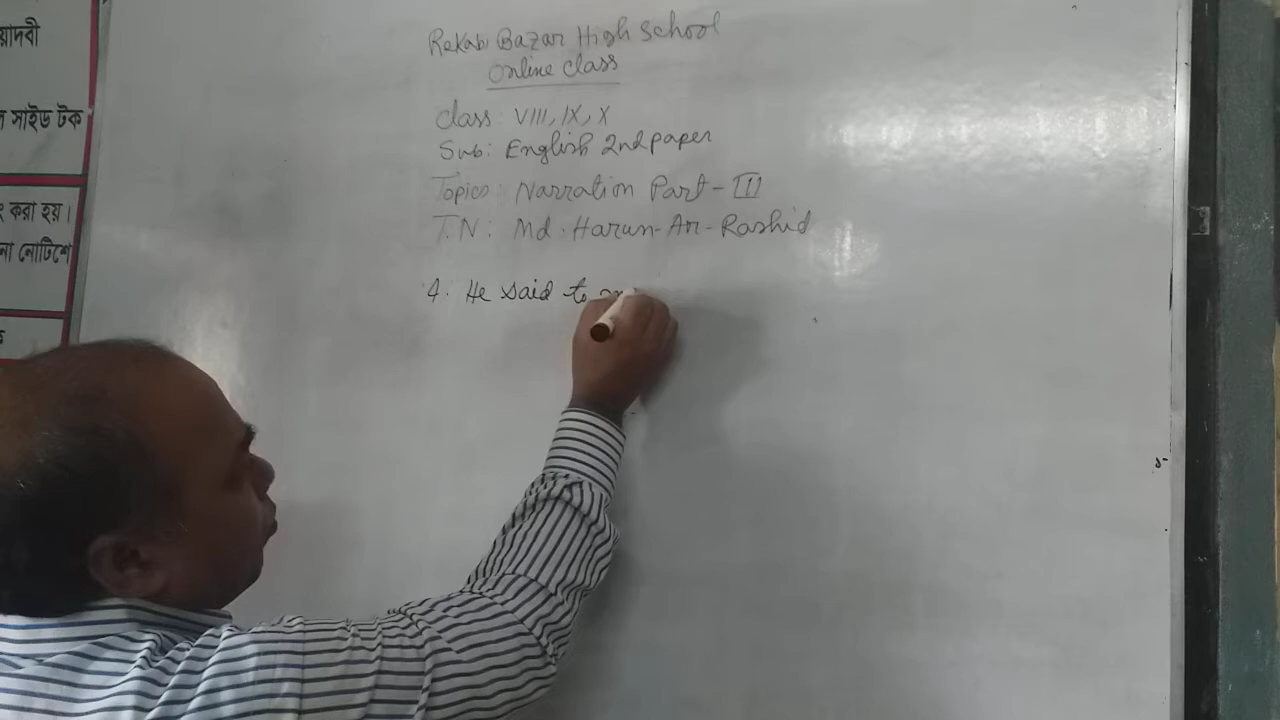 য়াদবী
সাইড টক
করা হয়।
না নোটিশে
Rekabi Bazar High School
Online Class
Class: VIII, IX, X
Sub: English 2nd paper
Topics: Narration Part-III
T.N: Md. Harun-Ar-Rashid
4. He said to